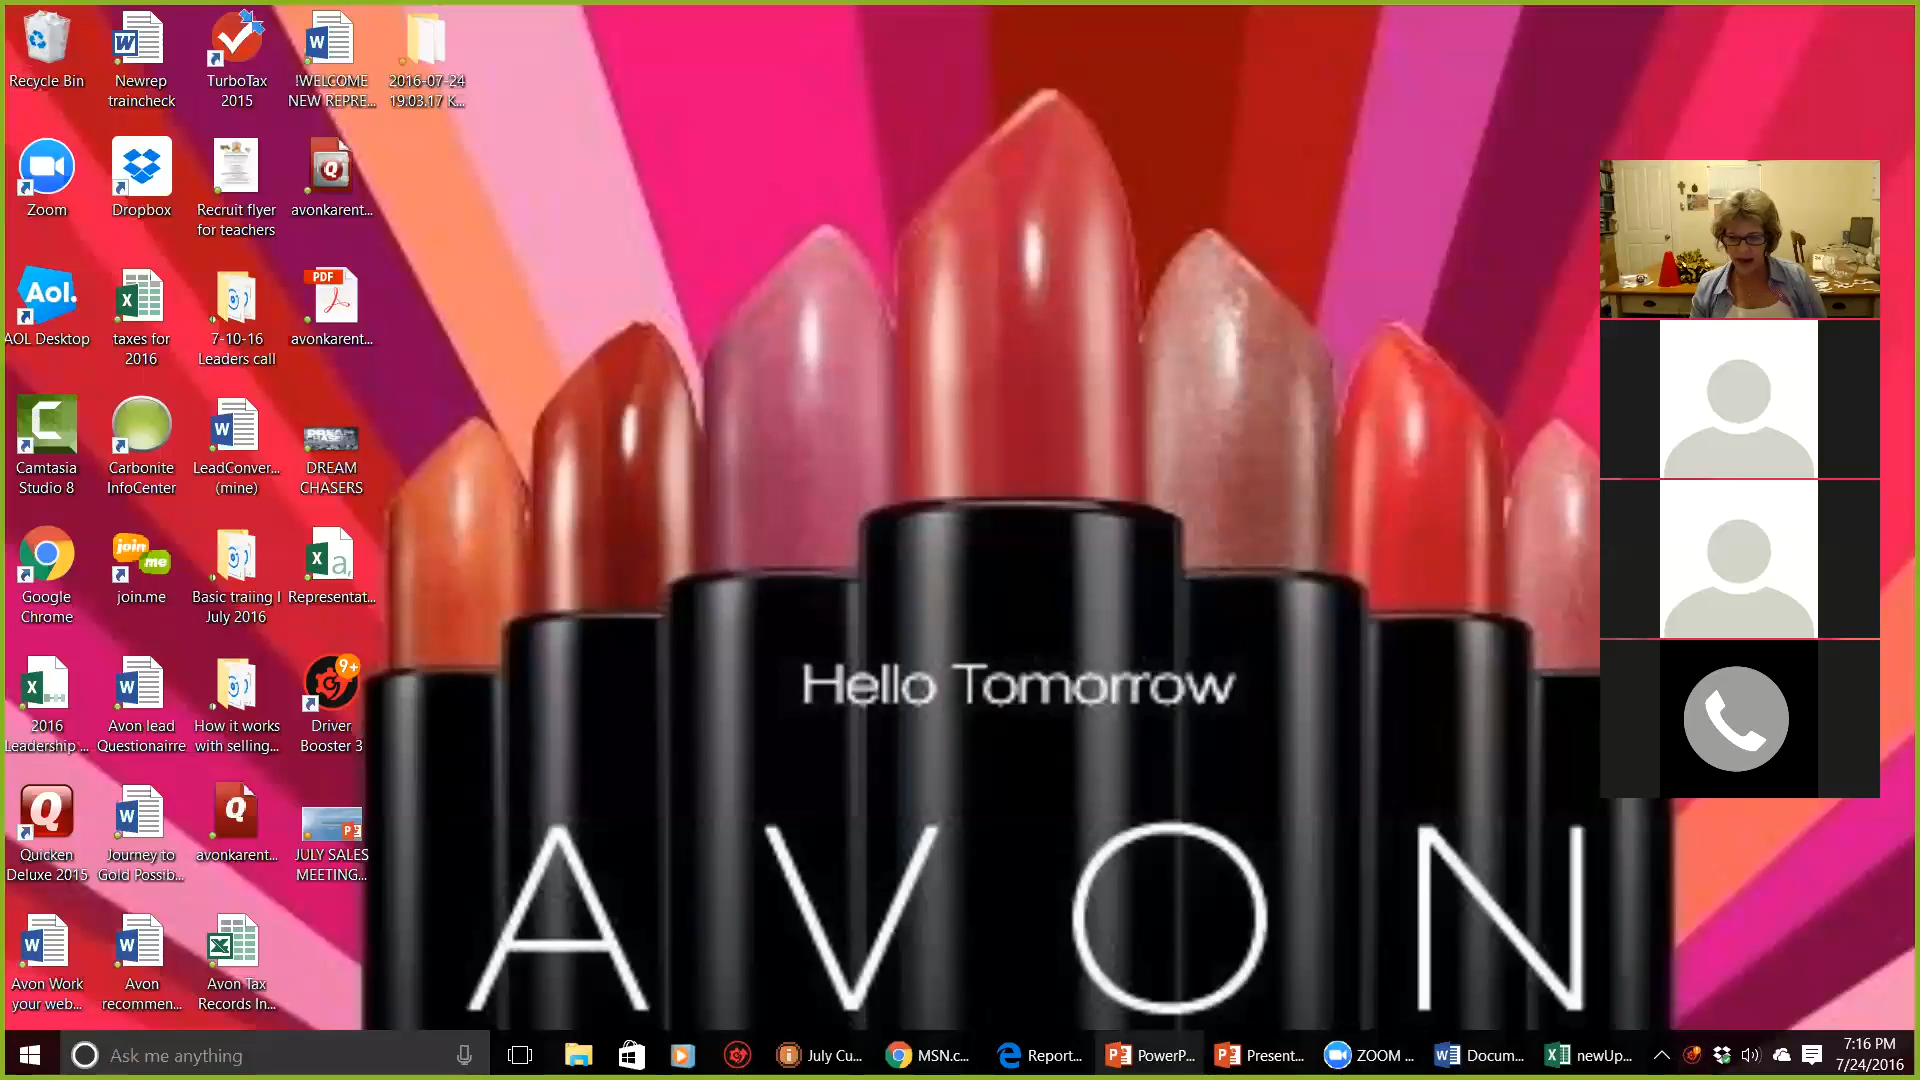 Recycle Bin
Newrep
traincheck
TurboTax
2015
!WELCOME
NEW REPRE...
2016-07-24
19.03.17 K...
Zoom
Dropbox
Recruit flyer
for teachers
avonkarent...
Aol.
AOL Desktop
taxes for
2016
7-10-16
Leaders call
PDF
avonkarent...
Camtasia
Studio 8
Carbonite
InfoCenter
LeadConver...
(mine)
DREAM
CHASERS
Google
Chrome
join
me
join.me
Basic traiing I
July 2016
Representat...
2016
Leadership ...
Avon lead
Questionairre
How it works
with selling...
9+
Driver
Booster 3
Quicken
Deluxe 2015
Journey to
Gold Possib...
avonkarent...
JULY SALES
MEETING...
Avon Work
your web...
Avon
recommen...
Avon Tax
Records In...
Hello Tomorrow
AVON
Ask me anything
July Cu...
MSN.c...
Report...
PowerP...
Present...
ZOOM ...
Docum...
newUp...
7:16 PM
7/24/2016